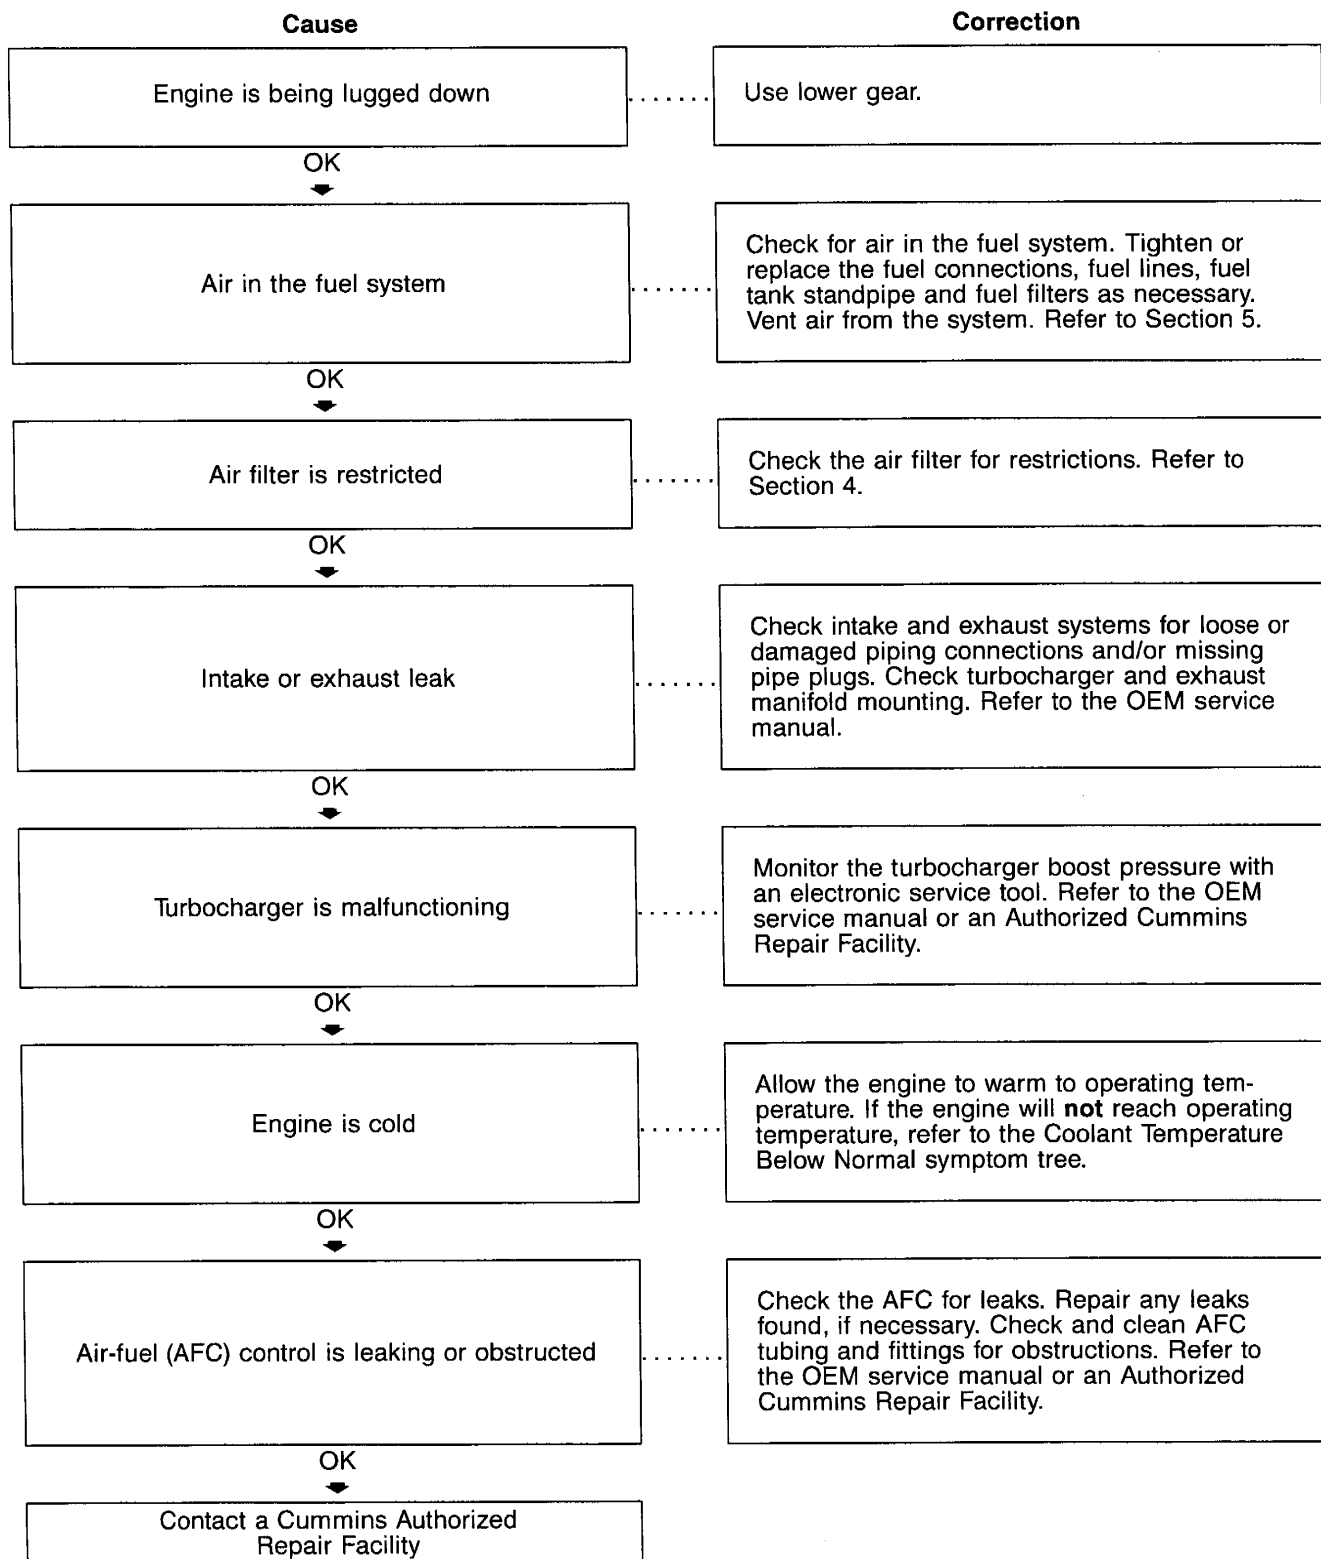 Cause
Correction
Engine is being lugged down
Use lower gear.
OK
Air in the fuel system
Check for air in the fuel system. Tighten or
replace the fuel connections, fuel lines, fuel
tank standpipe and fuel filters as necessary.
Vent air from the system. Refer to Section 5.
OK
Air filter is restricted
Check the air filter for restrictions. Refer to
Section 4.
OK
Intake or exhaust leak
Check intake and exhaust systems for loose or
damaged piping connections and/or missing
pipe plugs. Check turbocharger and exhaust
manifold mounting. Refer to the OEM service
manual.
OK
Turbocharger is malfunctioning
Monitor the turbocharger boost pressure with
an electronic service tool. Refer to the OEM
service manual or an Authorized Cummins
Repair Facility.
OK
Engine is cold
Allow the engine to warm to operating tem-
perature. If the engine will not reach operating
temperature, refer to the Coolant Temperature
Below Normal symptom tree.
OK
Air-fuel (AFC) control is leaking or obstructed
Check the AFC for leaks. Repair any leaks
found, if necessary. Check and clean AFC
tubing and fittings for obstructions. Refer to
the OEM service manual or an Authorized
Cummins Repair Facility.
OK
Contact a Cummins Authorized
Repair Facility